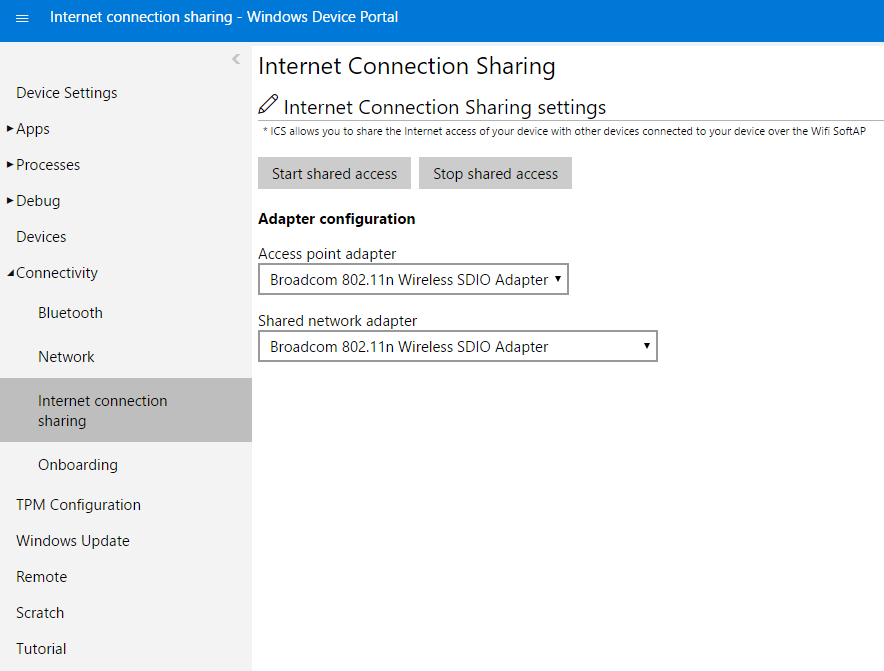 Internet connection sharing - Windows Device Portal
Device Settings
Apps
Processes
Debug
Devices
Connectivity
Bluetooth
Network
Internet connection
sharing
Onboarding
TPM Configuration
Windows Update
Remote
Scratch
Tutorial
Internet Connection Sharing
Internet Connection Sharing settings
* ICS allows you to share the Internet access of your device with other devices connected to your device over the Wifi SoftAP
Start shared access
Stop shared access
Adapter configuration
Access point adapter
Broadcom 802.11n Wireless SDIO Adapter
Shared network adapter
Broadcom 802.11n Wireless SDIO Adapter